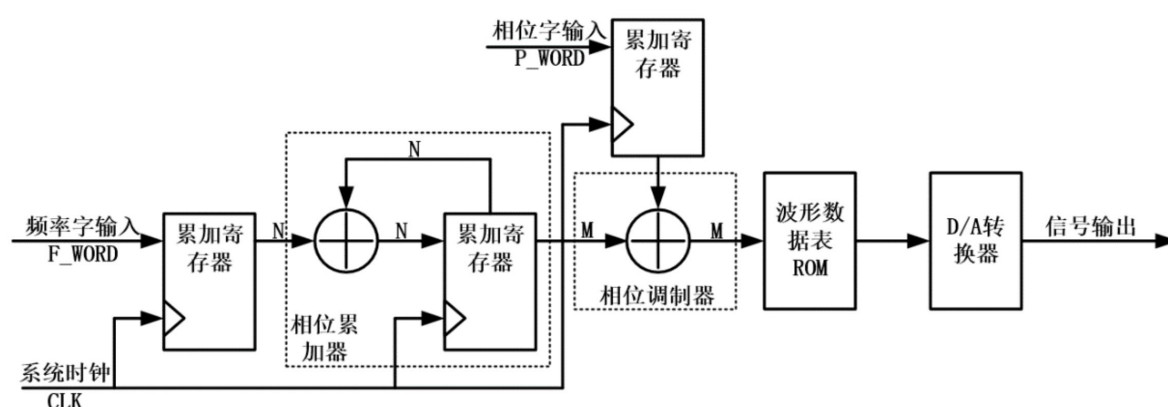 相位字输入
P_WORD
累加寄
存器
N
频率字输入
F_WORD
累加寄
存器
N
N
累加寄
存器
相位累
加器
M
M
相位调制器
波形数
据表
ROM
D/A转
换器
信号输出
系统时钟
CLK